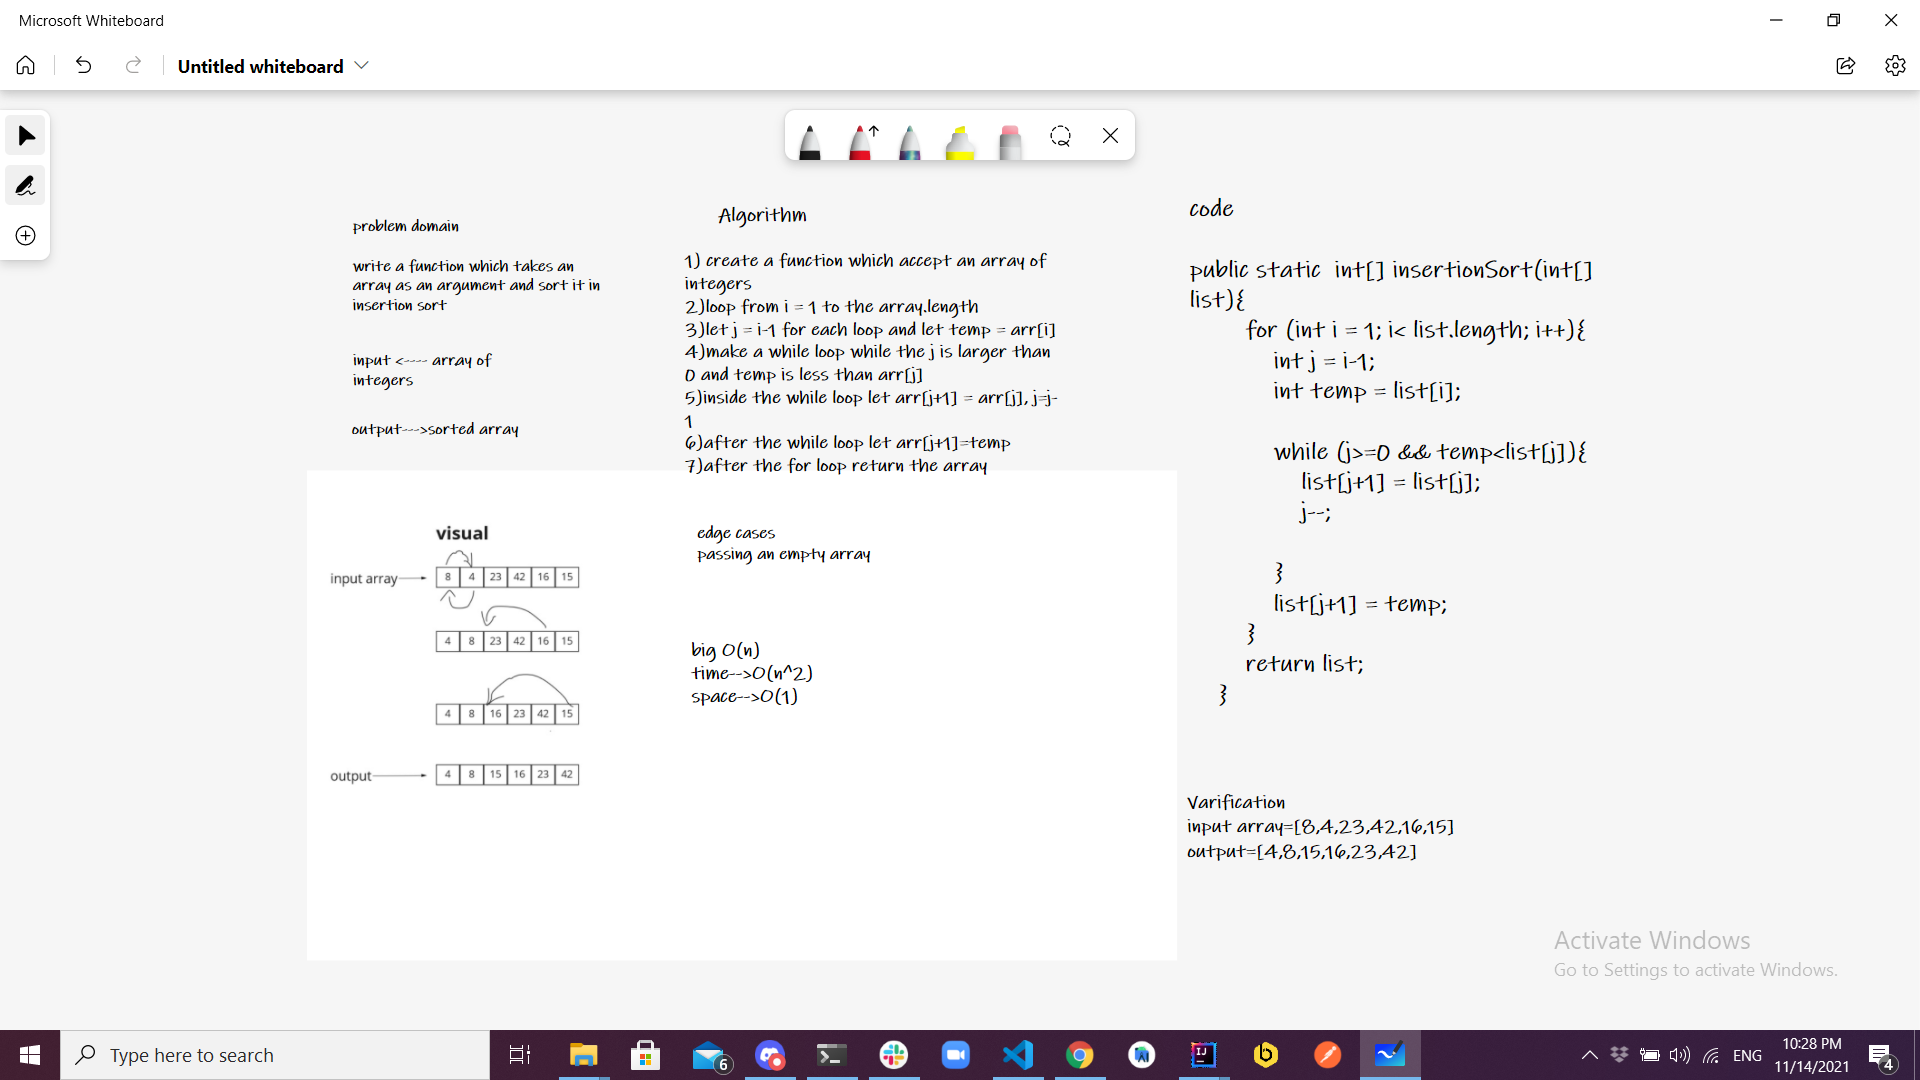 Microsoft Whiteboard
Untitled whiteboard
problem domain
write a function which takes an
array as an argument and sort it in
insertion sort
input <---- array of
integers
output--->sorted array
Algorithm
1) create a function which accept an array of
integers
2)loop from i = 1 to the array.length
3)let j = i-1 for each loop and let temp = arr[i]
4)make a while loop while the j is larger than
0 and temp is less than arr[j]
5)inside the while loop let arr[j+1] = arr[j], j=j-
1
6)after the while loop let arr[j+1]=temp
7)after the for loop return the array
visual
input array
8 4 23 42 16 15
4 8 23 42 16 15
4 8 16 23 42 15
output
4 8 15 16 23 42
edge cases
passing an empty array
big O(n)
time-->O(n^2)
space-->O(1)
code
public static int[] insertionSort(int[]
list){
for (int i = 1; i< list.length; i++){
int j = i-1;
int temp = list[i];
while (j>=0 && temp<list[j]){
list[j+1] = list[j];
j--;
}
list[j+1] = temp;
}
return list;
}
Varification
input array=[8,4,23,42,16,15]
output=[4,8,15,16,23,42]
Activate Windows
Go to Settings to activate Windows.
Type here to search
6
IJ
ENG
10:28 PM
11/14/2021
4